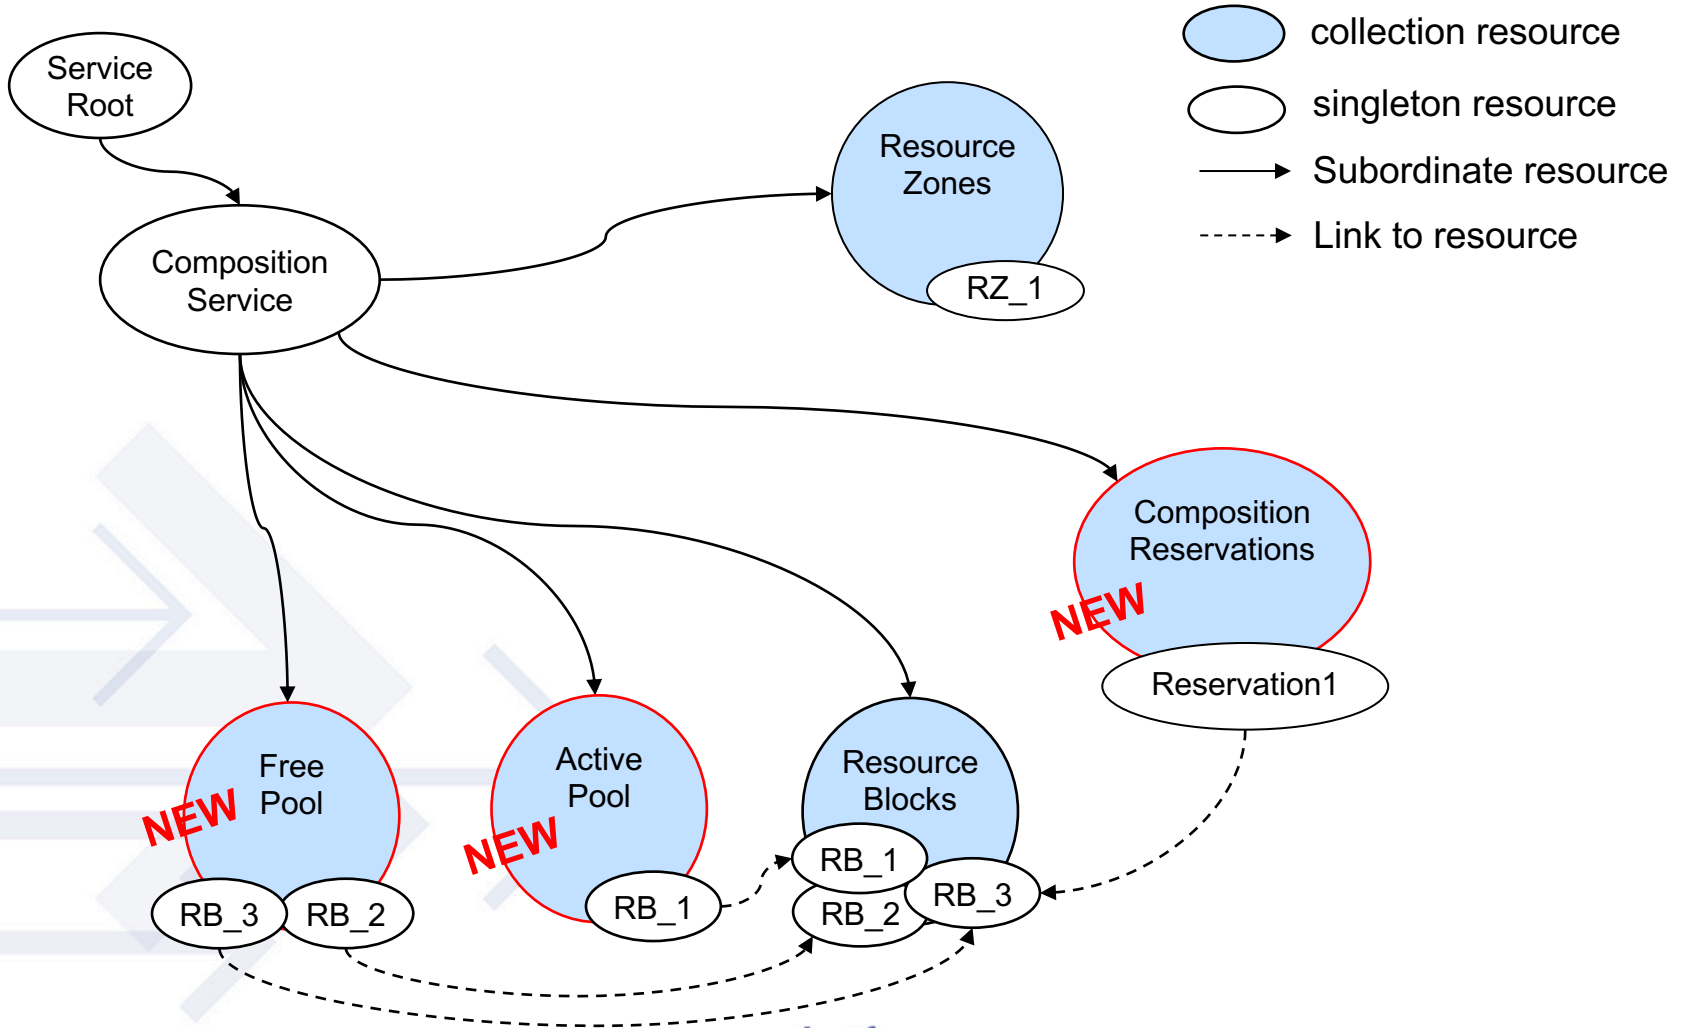 Service
Root
collection resource
singleton resource
Subordinate resource
Link to resource
Resource
Zones
RZ_1
Composition
Service
Composition
Reservations
NEW
Reservation1
Free
Pool
NEW
RB_3
RB_2
Active
Pool
NEW
RB_1
Resource
Blocks
RB_1
RB_2
RB_3